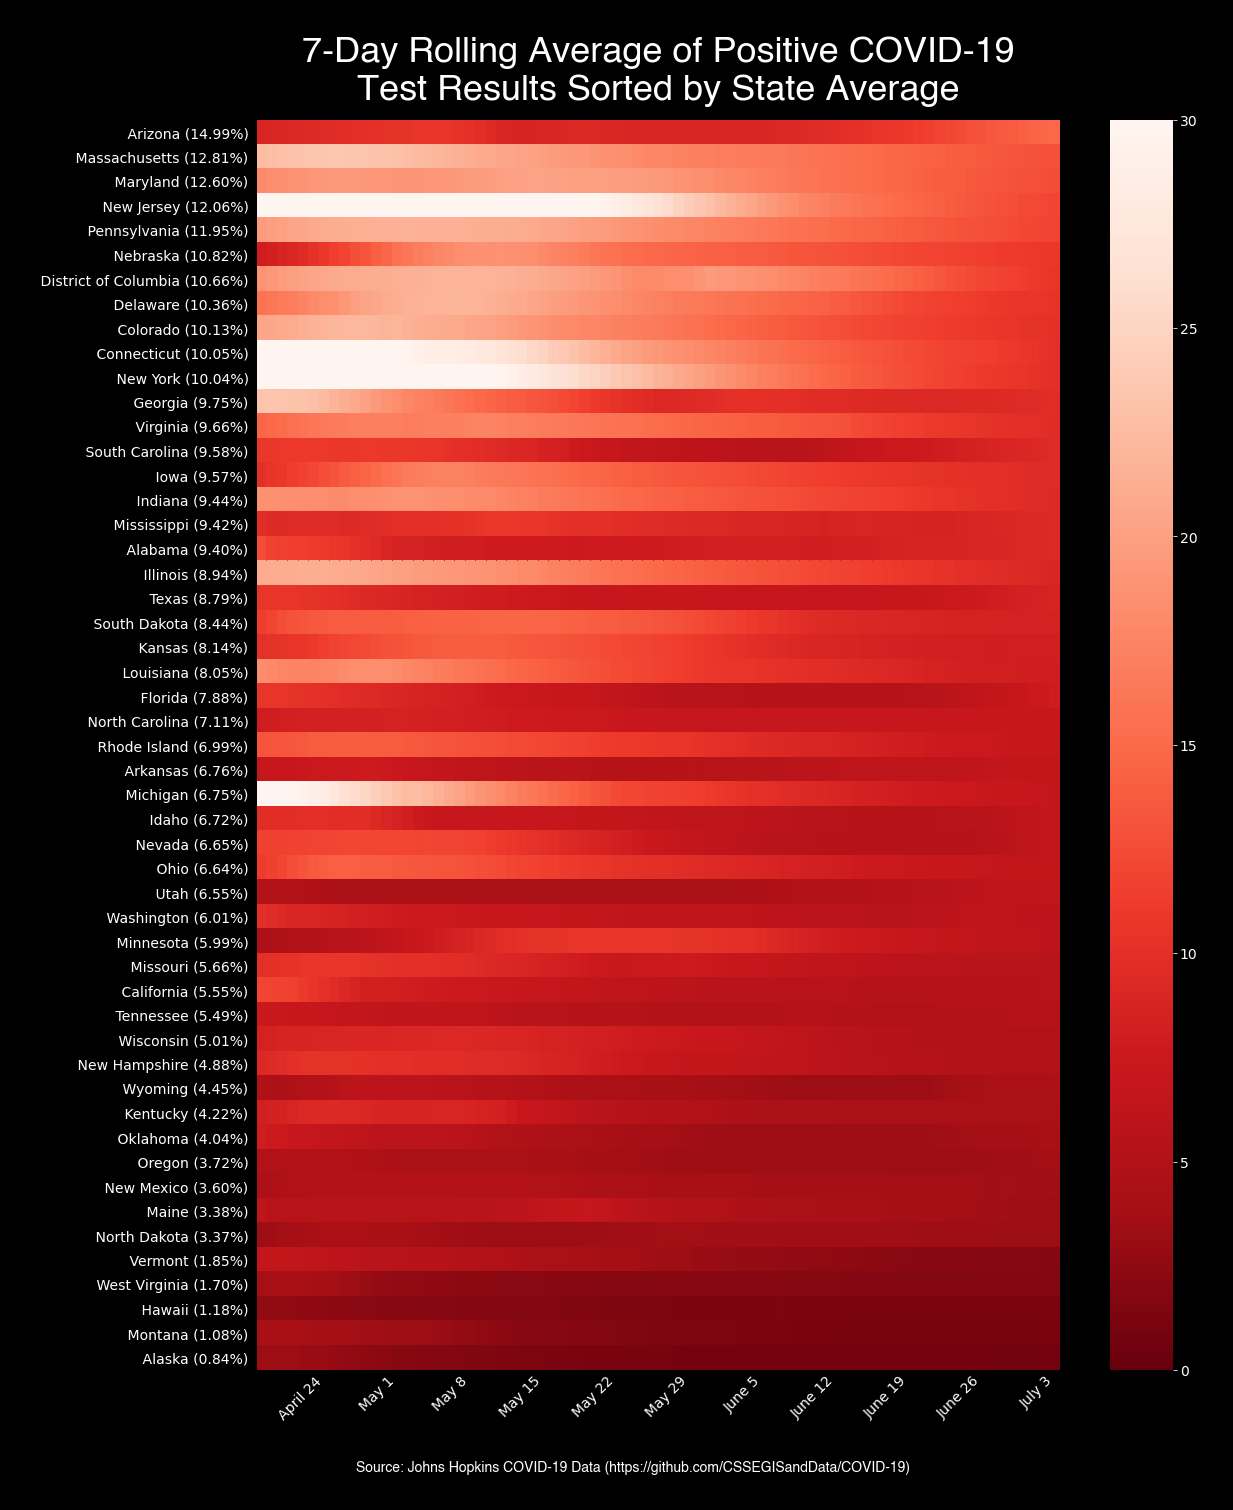 7-Day Rolling Average of Positive COVID-19
Test Results Sorted by State Average
Arizona (14.99%)
Massachusetts (12.81%)
Maryland (12.60%)
New Jersey (12.06%)
Pennsylvania (11.95%)
Nebraska (10.82%)
District of Columbia (10.66%)
Delaware (10.36%)
Colorado (10.13%)
Connecticut (10.05%)
New York (10.04%)
Georgia (9.75%)
Virginia (9.66%)
South Carolina (9.58%)
Iowa (9.57%)
Indiana (9.44%)
Mississippi (9.42%)
Alabama (9.40%)
Illinois (8.94%)
Texas (8.79%)
South Dakota (8.44%)
Kansas (8.14%)
Louisiana (8.05%)
Florida (7.88%)
North Carolina (7.11%)
Rhode Island (6.99%)
Arkansas (6.76%)
Michigan (6.75%)
Idaho (6.72%)
Nevada (6.65%)
Ohio (6.64%)
Utah (6.55%)
Washington (6.01%)
Minnesota (5.99%)
Missouri (5.66%)
California (5.55%)
Tennessee (5.49%)
Wisconsin (5.01%)
New Hampshire (4.88%)
Wyoming (4.45%)
Kentucky (4.22%)
Oklahoma (4.04%)
Oregon (3.72%)
New Mexico (3.60%)
Maine (3.38%)
North Dakota (3.37%)
Vermont (1.85%)
West Virginia (1.70%)
Hawaii (1.18%)
Montana (1.08%)
Alaska (0.84%)
April 24
May 1
May 8
May 15
May 22
May 29
June 5
June 12
June 19
June 26
July 3
30
25
20
15
10
5
0
Source: Johns Hopkins COVID-19 Data (https://github.com/CSSEGISandData/COVID-19)